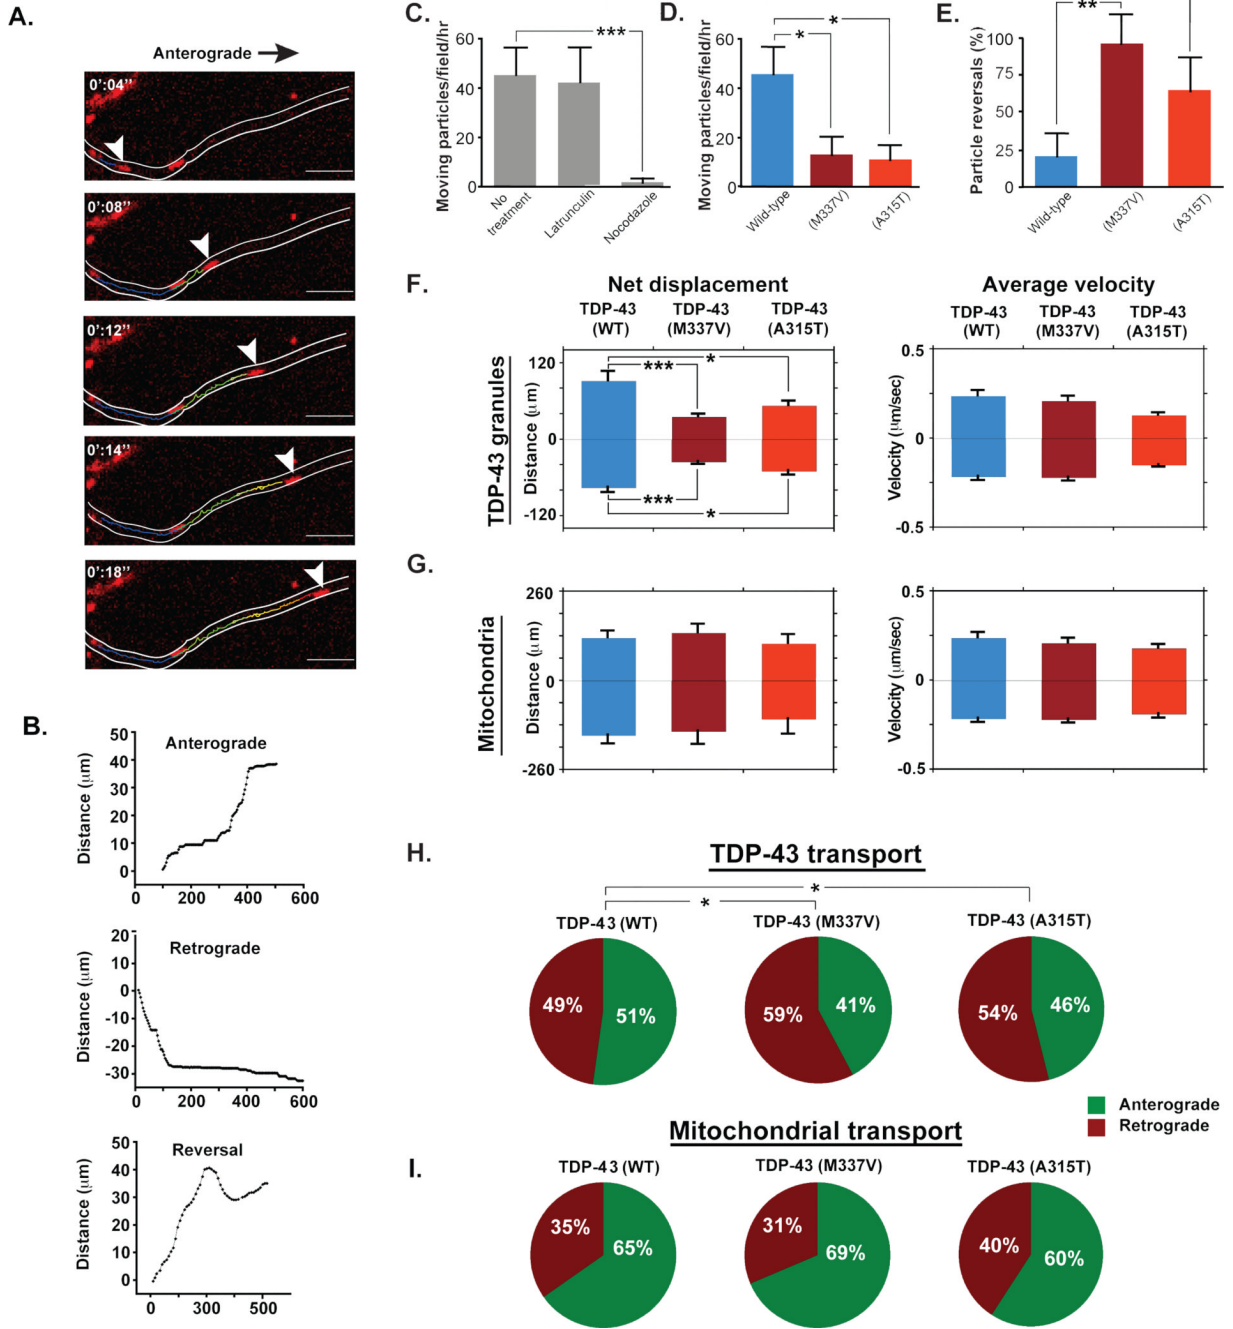 A.
Anterograde
0':04’’
0':08’’
0':12’’
0':14’’
0':18’’
B.
Anterograde
Distance (µm)
50
40
30
20
10
0
0 200 400 600
Retrograde
Distance (µm)
20
10
0
-10
-20
-30
0 200 400 600
Reversal
Distance (µm)
50
40
30
20
10
0
0 300 500
C.
Moving particles/field/hr
60
40
20
0
***
No treatment
Latrunculin
Nocodazole
D.
Moving particles/field/hr
60
40
20
0
*
*
Wild-type
(M337V)
(A315T)
E.
Particle reversals (%)
100
75
50
25
0
**
Wild-type
(M337V)
(A315T)
F.
Net displacement
TDP-43 (WT)
TDP-43 (M337V)
TDP-43 (A315T)
TDP-43 granules
Distance (µm)
120
0
-120
***
*
***
*
Average velocity
TDP-43 (WT)
TDP-43 (M337V)
TDP-43 (A315T)
Velocity (µm/sec)
0.5
0
-0.5
G.
Mitochondria
Distance (µm)
260
0
-260
Velocity (µm/sec)
0.5
0
-0.5
H.
TDP-43 transport
*
*
TDP-43 (WT)
TDP-43 (M337V)
TDP-43 (A315T)
49% 51%
59% 41%
54% 46%
Anterograde
Retrograde
I.
Mitochondrial transport
TDP-43 (WT)
TDP-43 (M337V)
TDP-43 (A315T)
35% 65%
31% 69%
40% 60%